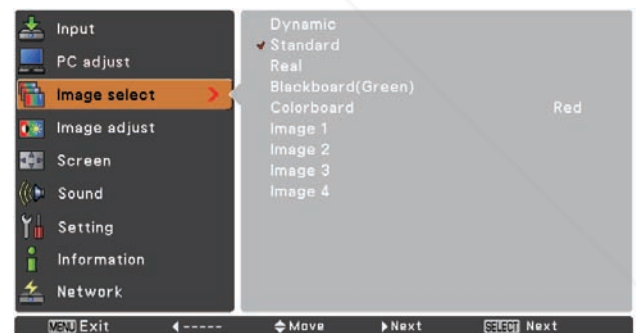 Input
PC adjust
Image select
Image adjust
Screen
Sound
Setting
Information
Network
Dynamic
Standard
Real
Blackboard(Green)
Colorboard Red
Image 1
Image 2
Image 3
Image 4
MENU Exit ◀----- ◆Move ▶Next SELECT Next